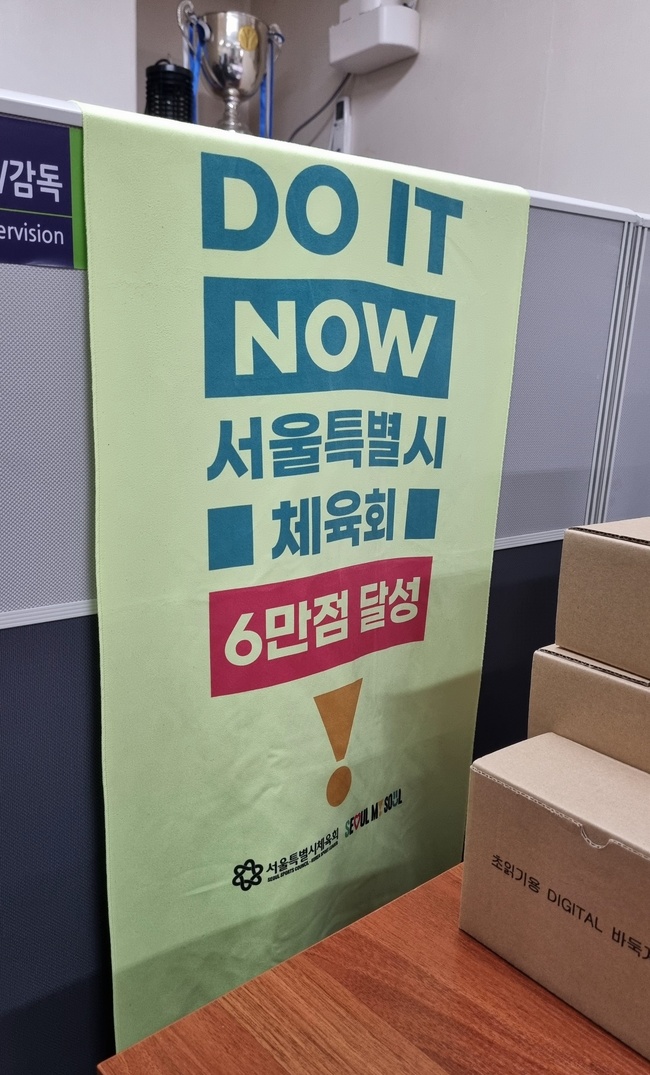 /감독
ervision
DO IT
NOW
서울특별시
체육회
6만점 달성
!
서울특별시체육회
SEOUL MY SOUL
초읽기용 DIGITAL 바둑